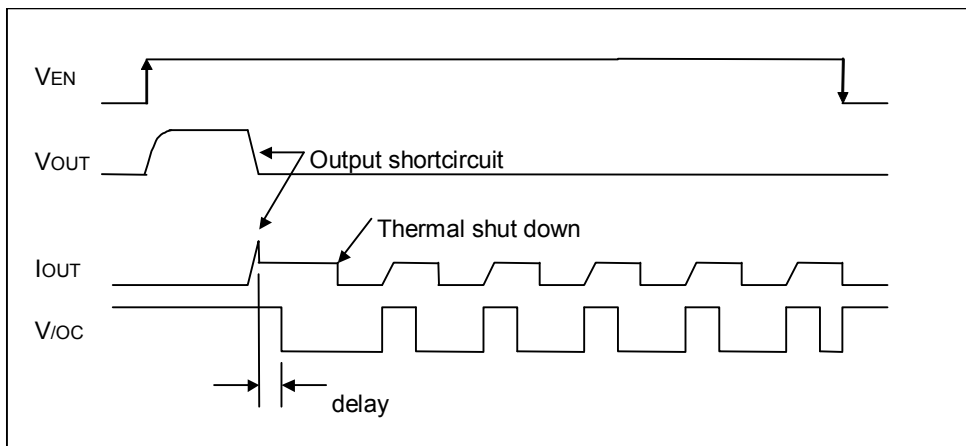 VEN
VOUT
Output shortcircuit
Thermal shut down
IOUT
V/OC
delay